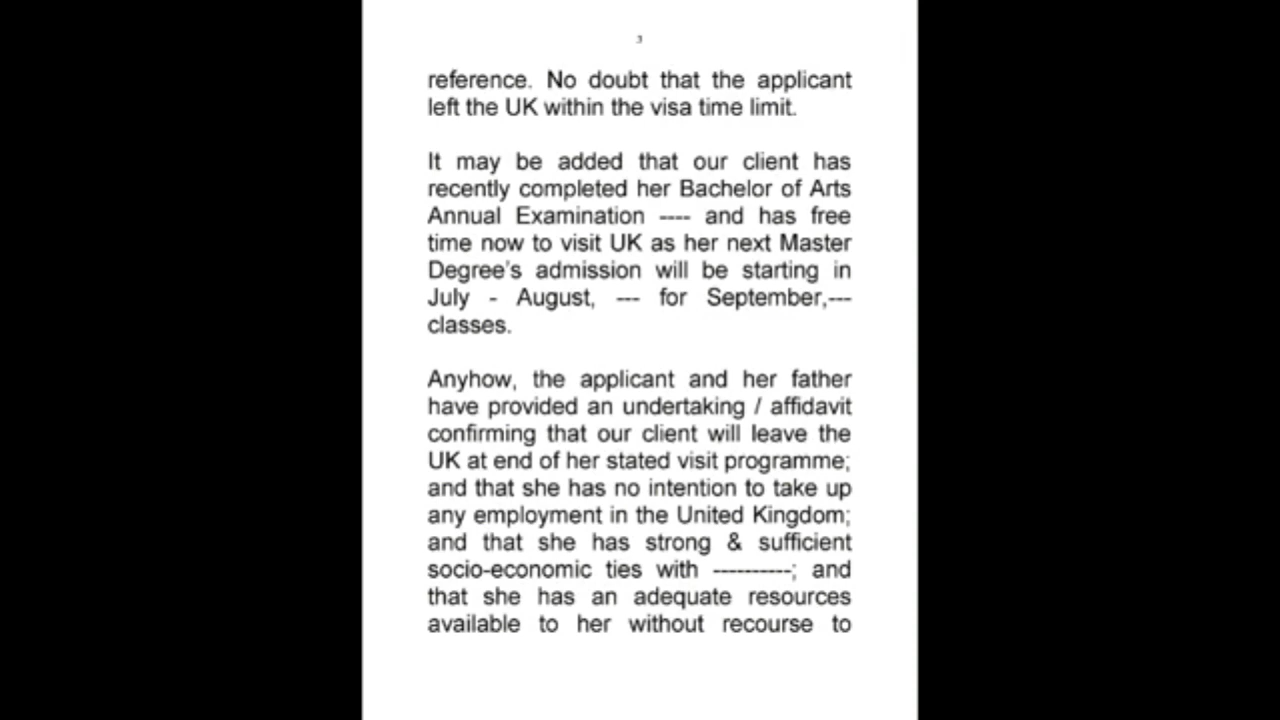 3
reference. No doubt that the applicant
left the UK within the visa time limit.
It may be added that our client has
recently completed her Bachelor of Arts
Annual Examination ---- and has free
time now to visit UK as her next Master
Degree’s admission will be starting in
July - August, --- for September,---
classes.
Anyhow, the applicant and her father
have provided an undertaking / affidavit
confirming that our client will leave the
UK at end of her stated visit programme;
and that she has no intention to take up
any employment in the United Kingdom;
and that she has strong & sufficient
socio-economic ties with ----------; and
that she has an adequate resources
available to her without recourse to